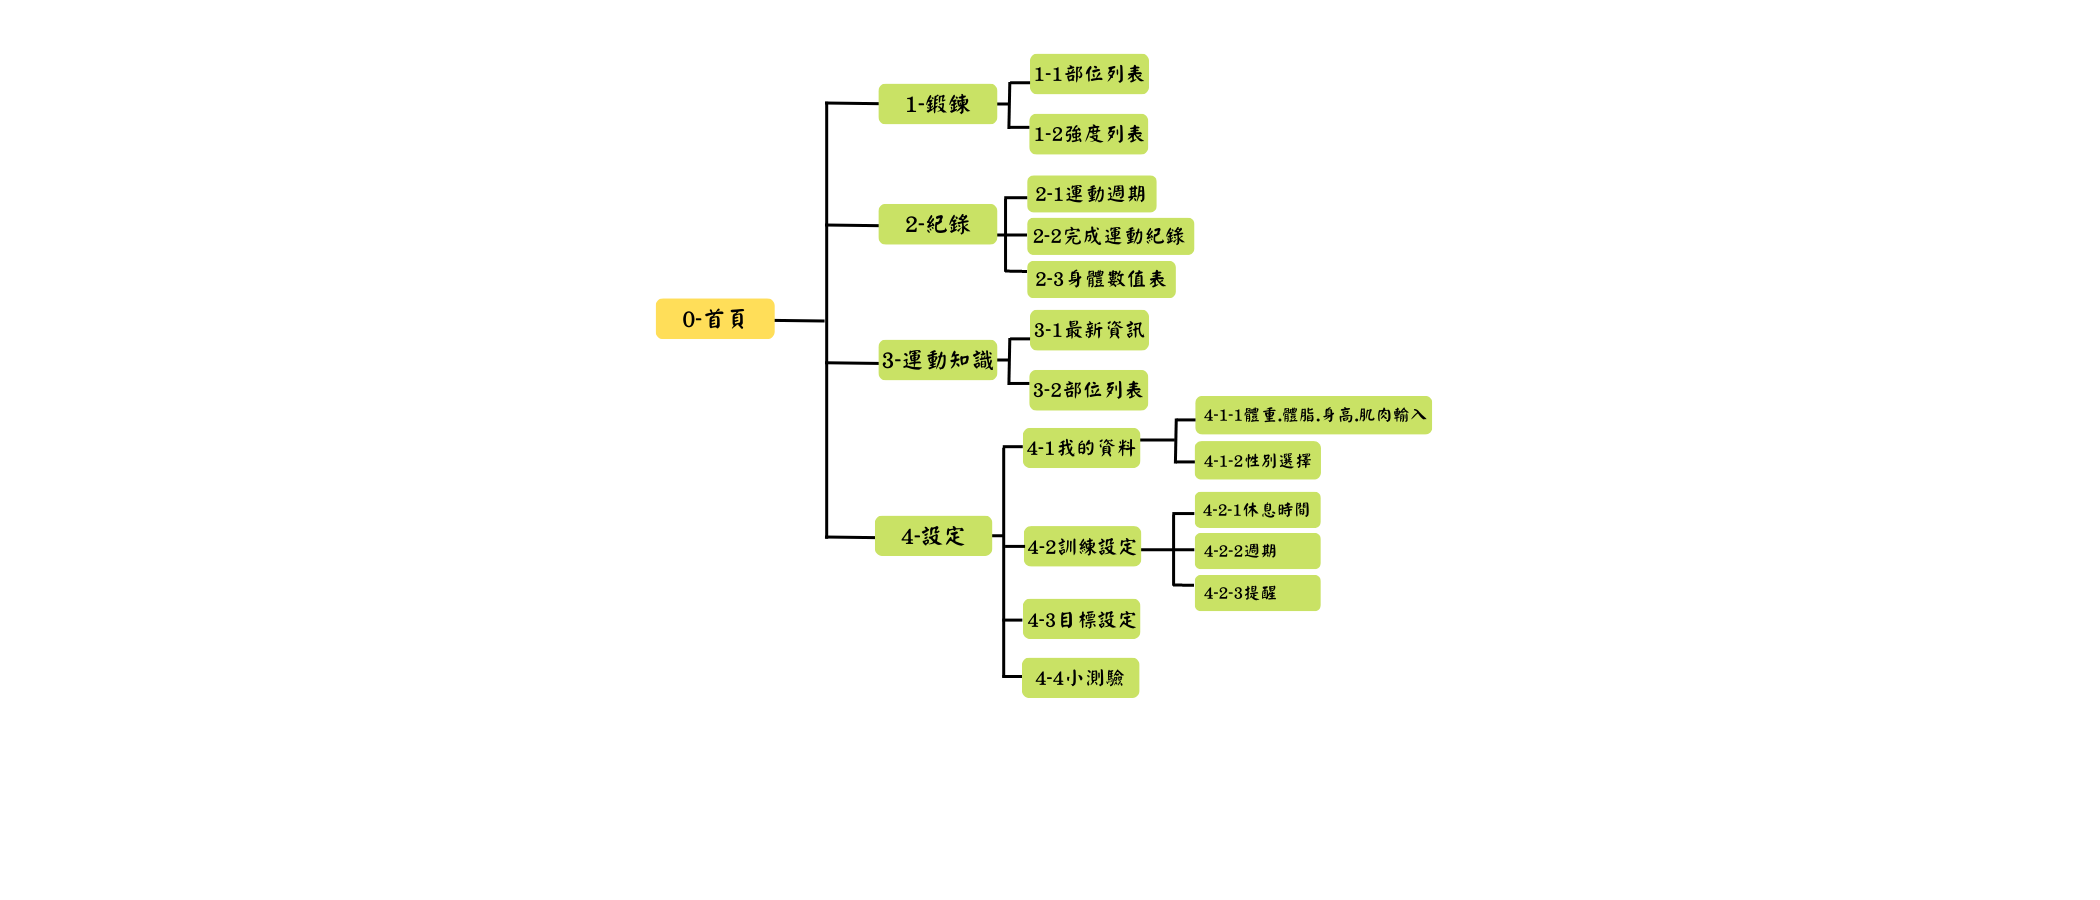 0-首頁
1-鍛鍊
1-1部位列表
1-2強度列表
2-紀錄
2-1運動週期
2-2完成運動紀錄
2-3身體數值表
3-運動知識
3-1最新資訊
3-2部位列表
4-設定
4-1我的資料
4-1-1體重.體脂.身高.肌肉輸入
4-1-2性別選擇
4-2訓練設定
4-2-1休息時間
4-2-2週期
4-2-3提醒
4-3目標設定
4-4小測驗